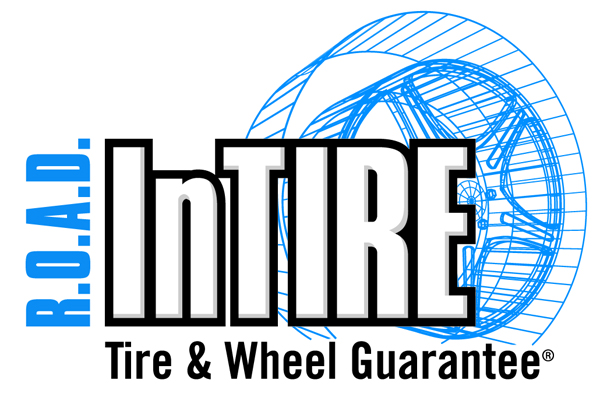 R.O.A.D.
InTIRE
Tire & Wheel Guarantee®